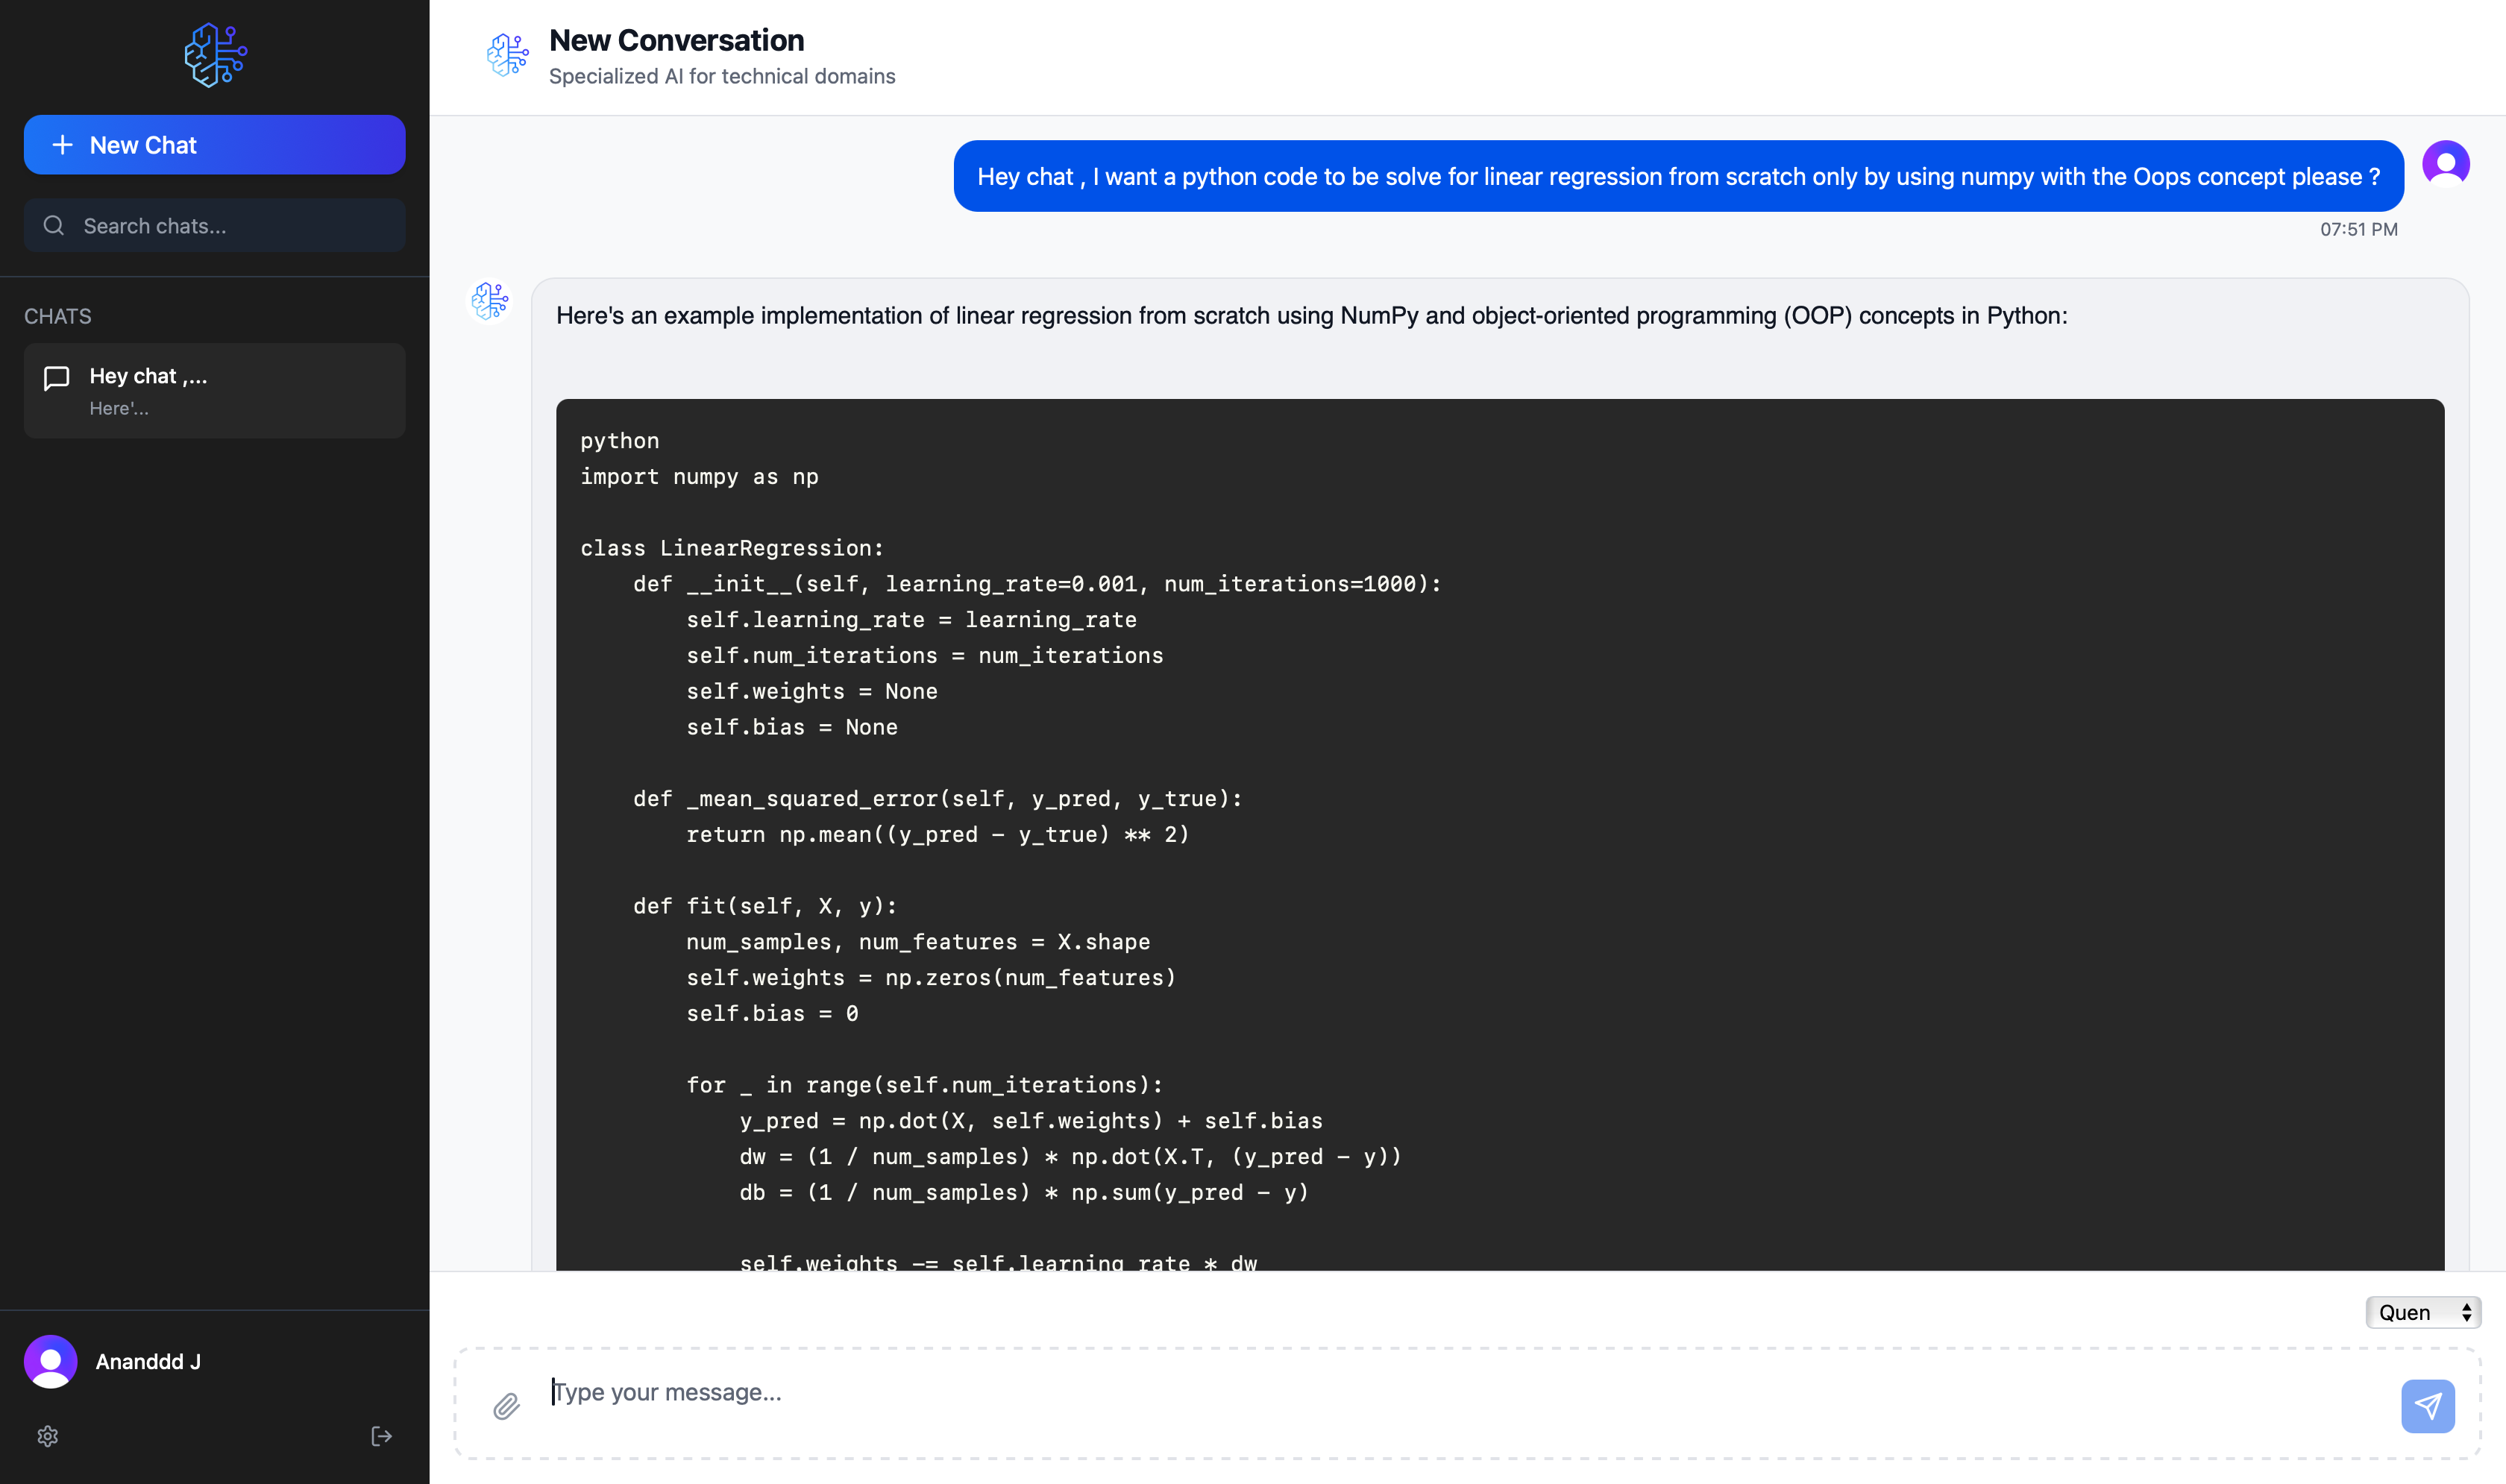 New Chat
Search chats...
CHATS
Hey chat ,...
Here'...
Ananddd J
New Conversation
Specialized AI for technical domains
Hey chat , I want a python code to be solve for linear regression from scratch only by using numpy with the Oops concept please ?
07:51 PM
Here's an example implementation of linear regression from scratch using NumPy and object-oriented programming (OOP) concepts in Python:
python
import numpy as np
class LinearRegression:
    def __init__(self, learning_rate=0.001, num_iterations=1000):
        self.learning_rate = learning_rate
        self.num_iterations = num_iterations
        self.weights = None
        self.bias = None
    def _mean_squared_error(self, y_pred, y_true):
        return np.mean((y_pred - y_true) ** 2)
    def fit(self, X, y):
        num_samples, num_features = X.shape
        self.weights = np.zeros(num_features)
        self.bias = 0
        for _ in range(self.num_iterations):
            y_pred = np.dot(X, self.weights) + self.bias
            dw = (1 / num_samples) * np.dot(X.T, (y_pred - y))
            db = (1 / num_samples) * np.sum(y_pred - y)
            self.weights -= self.learning_rate * dw
Quen
Type your message...